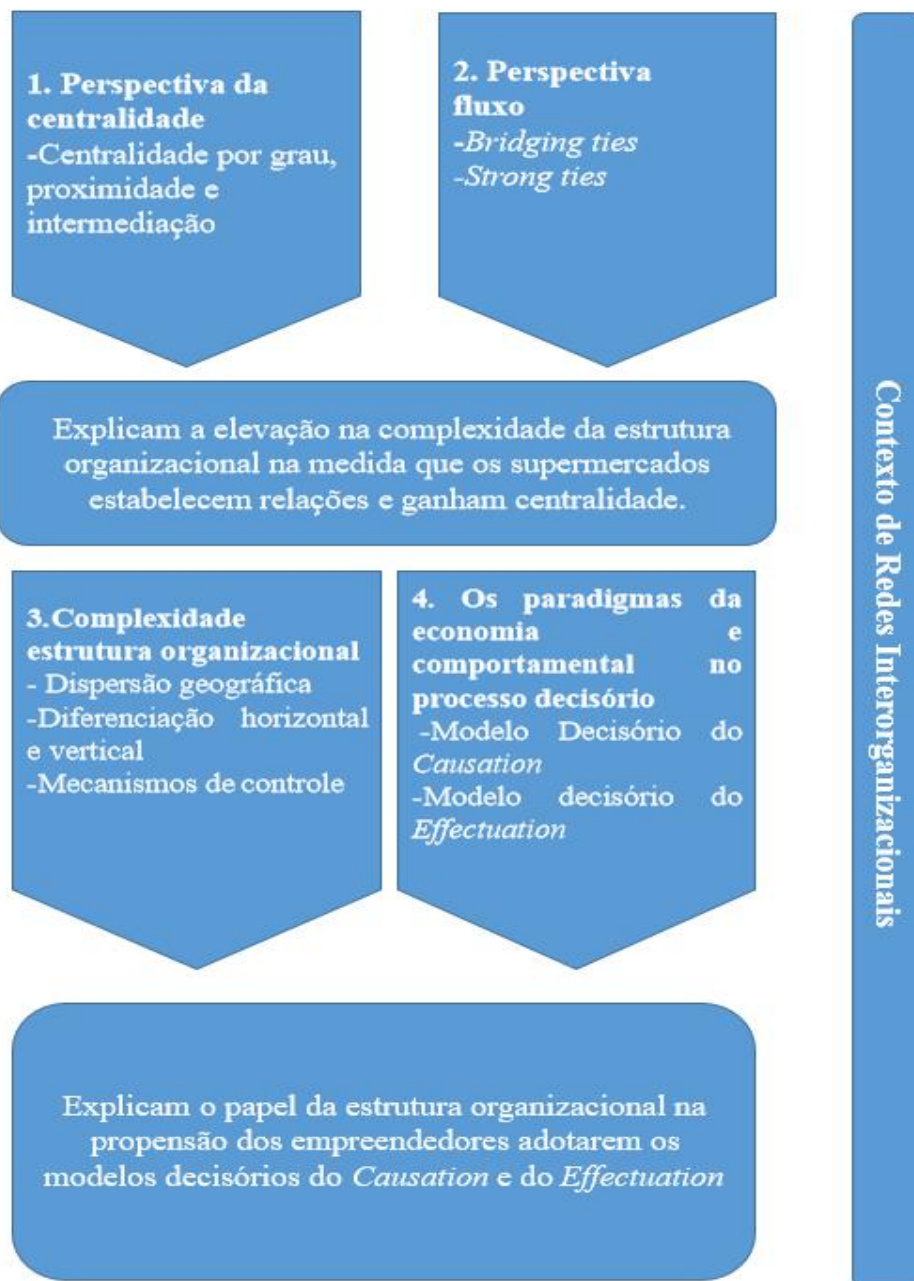 1. Perspectiva da
centralidade
-Centralidade por grau,
proximidade e
intermediação
2. Perspectiva
fluxo
-Bridging ties
-Strong ties
Explicam a elevação na complexidade da estrutura
organizacional na medida que os supermercados
estabelecem relações e ganham centralidade.
3.Complexidade
estrutura organizacional
- Dispersão geográfica
-Diferenciação horizontal
e vertical
-Mecanismos de controle
4. Os paradigmas da
economia e
comportamental no
processo decisório
-Modelo Decisório do
Causation
-Modelo decisório do
Effectuation
Explicam o papel da estrutura organizacional na
propensão dos empreendedores adotarem os
modelos decisórios do Causation e do Effectuation
Contexto de Redes Interorganizacionais